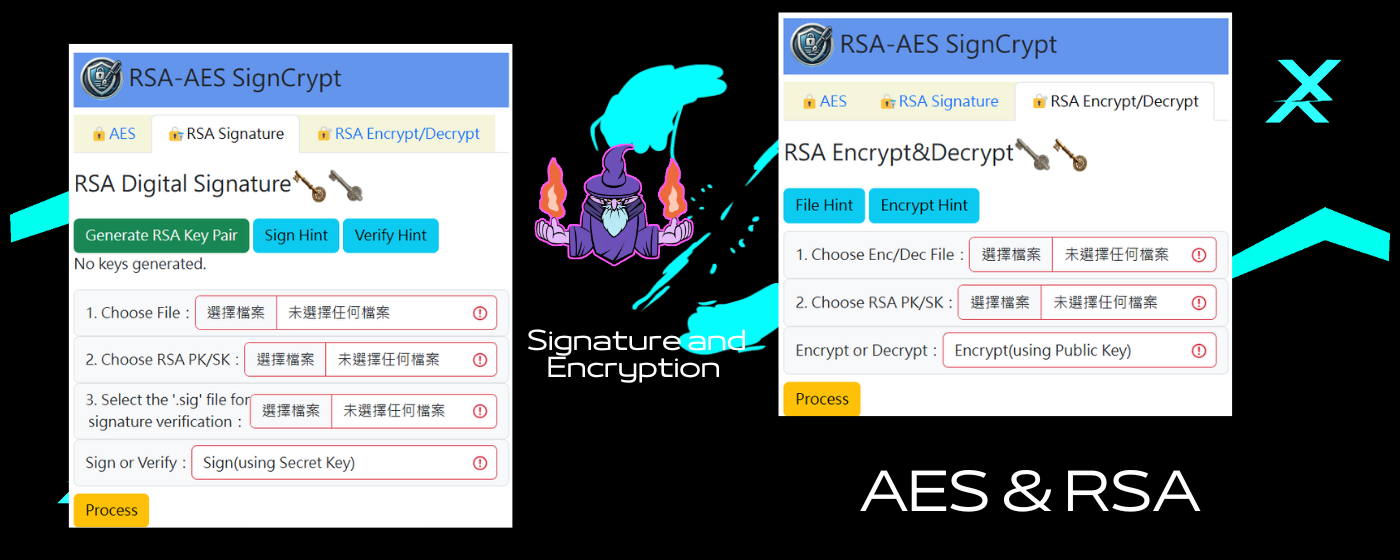 RSA-AES SignCrypt
AES
RSA Signature
RSA Encrypt/Decrypt
RSA Digital Signature
Generate RSA Key Pair
Sign Hint
Verify Hint
No keys generated.
1. Choose File：
選擇檔案
未選擇任何檔案
2. Choose RSA PK/SK：
選擇檔案
未選擇任何檔案
3. Select the '.sig' file for
signature verification：
選擇檔案
未選擇任何檔案
Sign or Verify：
Sign(using Secret Key)
Process
Signature and
Encryption
RSA-AES SignCrypt
AES
RSA Signature
RSA Encrypt/Decrypt
RSA Encrypt&Decrypt
File Hint
Encrypt Hint
1. Choose Enc/Dec File：
選擇檔案
未選擇任何檔案
2. Choose RSA PK/SK：
選擇檔案
未選擇任何檔案
Encrypt or Decrypt：
Encrypt(using Public Key)
Process
AES & RSA